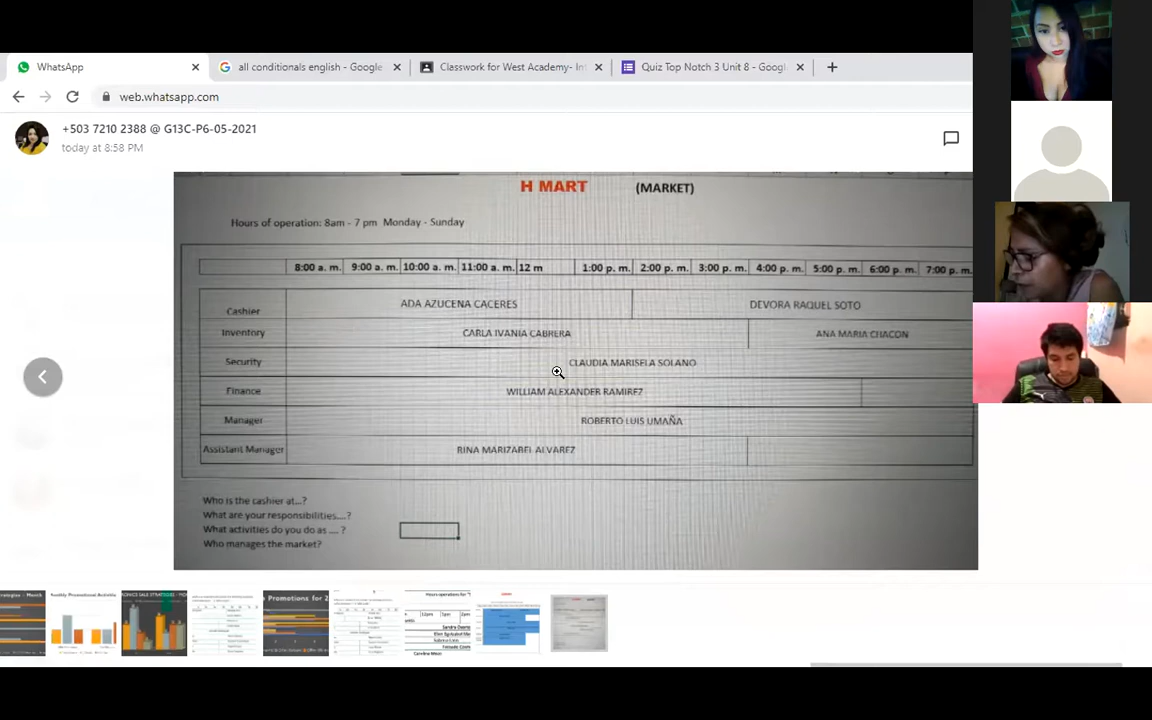 WhatsApp
all conditionals english - Google
Classwork for West Academy- Int
Quiz Top Notch 3 Unit 8 - Googl
web.whatsapp.com
+503 7210 2388 @ G13C-P6-05-2021
today at 8:58 PM
H MART (MARKET)
Hours of operation: 8am - 7 pm Monday - Sunday
8:00 a. m. 9:00 a. m. 10:00 a. m. 11:00 a. m. 12 m 1:00 p. m. 2:00 p. m. 3:00 p. m. 4:00 p. m. 5:00 p. m. 6:00 p. m. 7:00 p. m.
Cashier ADA AZUCENA CACERES DEVORA RAQUEL SOTO
Inventory CARLA IVANIA CABRERA ANA MARIA CHACON
Security CLAUDIA MARISELA SOLANO
Finance WILLIAM ALEXANDER RAMIREZ
Manager ROBERTO LUIS UMAÑA
Assistant Manager RINA MARIZABEL ALVAREZ
Who is the cashier at...?
What are your responsibilities....?
What activities do you do as .... ?
Who manages the market?